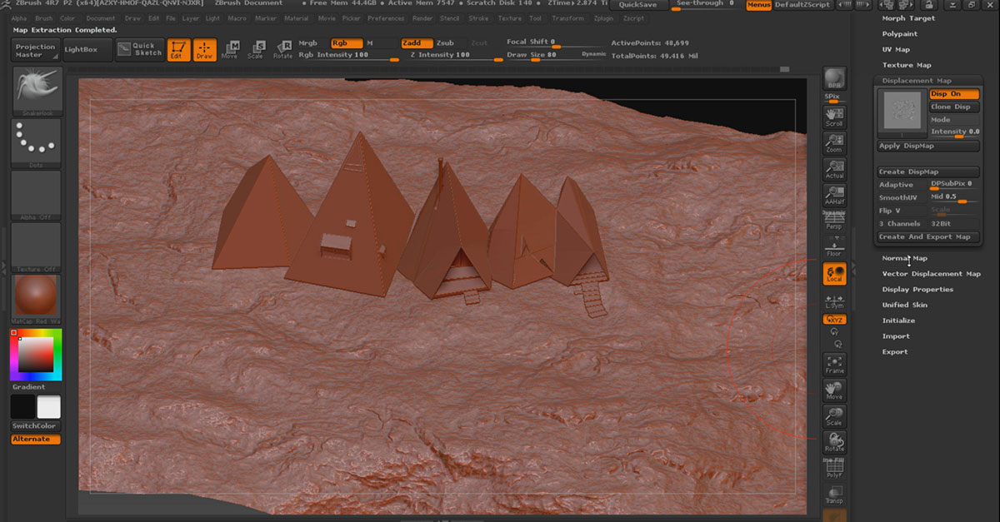 ZBrush 4R7 P2 (x64)[AZXY-NMOF-QAZL-QNVI-NJXR] ZBrush Document • Free Mem 44.4GB • Active Mem 7547 • Scratch Disk 140 • ZTime▸2.874 Ti QuickSave See-through 0 Menus DefaultZScript
Alpha Brush Color Document Draw Edit File Layer Light Macro Marker Material Movie Picker Preferences Render Stencil Stroke Texture Tool Transform Zplugin Zscript
Map Extraction Completed.
Projection Master
LightBox
Quick Sketch
Edit
Draw
Move
Scale
Rotate
Mrgb Rgb M
Rgb Intensity 100
Zadd Zsub Zcut
Z Intensity 100
Focal Shift 0
Draw Size 80 Dynamic
ActivePoints: 48,699
TotalPoints: 49.416 Mil
SnakeHook
Dots
Alpha Off
Texture Off
MatCap Red Wa
Gradient
SwitchColor
Alternate
BPR
SPix
Scroll
Zoom
Actual
AAHalf
Dynamic
Persp
Floor
Local
L.Sym
XYZ
Y
Z
Frame
Move
Scale
Rotate
Line Fill
PolyF
Transp
Morph Target
Polypaint
UV Map
Texture Map
Displacement Map
Disp On
Clone Disp
Mode
Intensity 0.0
1
Apply DispMap
Create DispMap
Adaptive DPSubPix 0
SmoothUV Mid 0.5
Flip V Scale
3 Channels 32Bit
Create And Export Map
Normal Map
Vector Displacement Map
Display Properties
Unified Skin
Initialize
Import
Export